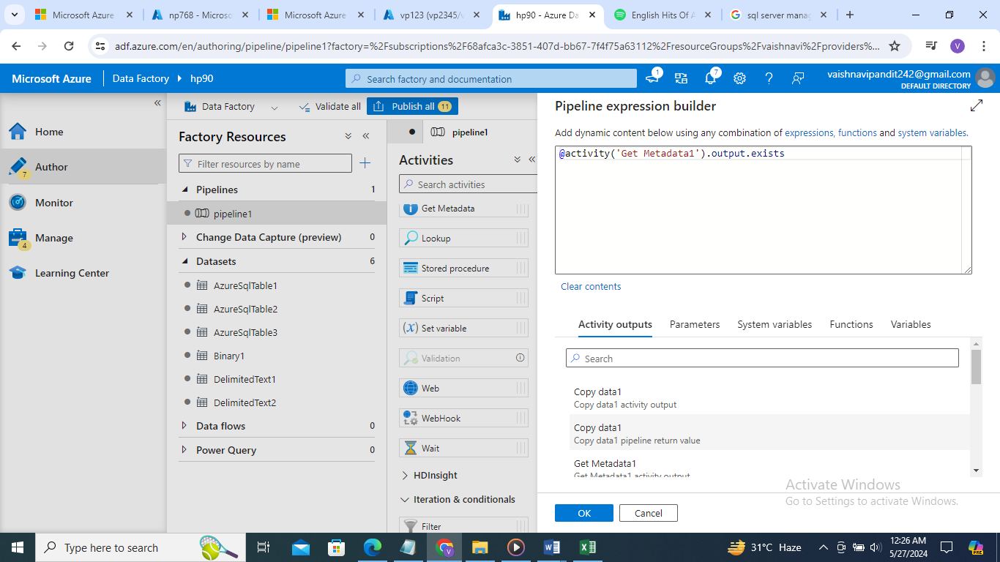 Microsoft Azure
np768 - Microso
Microsoft Azure
vp123 (vp2345/v
hp90 - Azure Da
English Hits Of A
sql server manag
adf.azure.com/en/authoring/pipeline/pipeline1?factory=%2Fsubscriptions%2F68afca3c-3851-407d-bb67-7f4f75a63112%2FresourceGroups%2Fvaishnavi%2Fproviders%...
V
Microsoft Azure
Data Factory
hp90
Search factory and documentation
1
7
vaishnavipandit242@gmail.com
DEFAULT DIRECTORY
Home
Author
7
Monitor
Manage
4
Learning Center
Data Factory
Validate all
Publish all 11
Factory Resources
Filter resources by name
Pipelines 1
pipeline1
Change Data Capture (preview) 0
Datasets 6
AzureSqlTable1
AzureSqlTable2
AzureSqlTable3
Binary1
DelimitedText1
DelimitedText2
Data flows 0
Power Query 0
pipeline1
Activities
Search activities
Get Metadata
Lookup
Stored procedure
Script
(x) Set variable
Validation
Web
WebHook
Wait
HDInsight
Iteration & conditionals
Filter
Pipeline expression builder
Add dynamic content below using any combination of expressions, functions and system variables.
@activity('Get Metadata1').output.exists
Clear contents
Activity outputs
Parameters
System variables
Functions
Variables
Search
Copy data1
Copy data1 activity output
Copy data1
Copy data1 pipeline return value
Get Metadata1
Get Metadata1 activity output
Activate Windows
Go to Settings to activate Windows.
OK
Cancel
Type here to search
31°C Haze
12:26 AM
5/27/2024